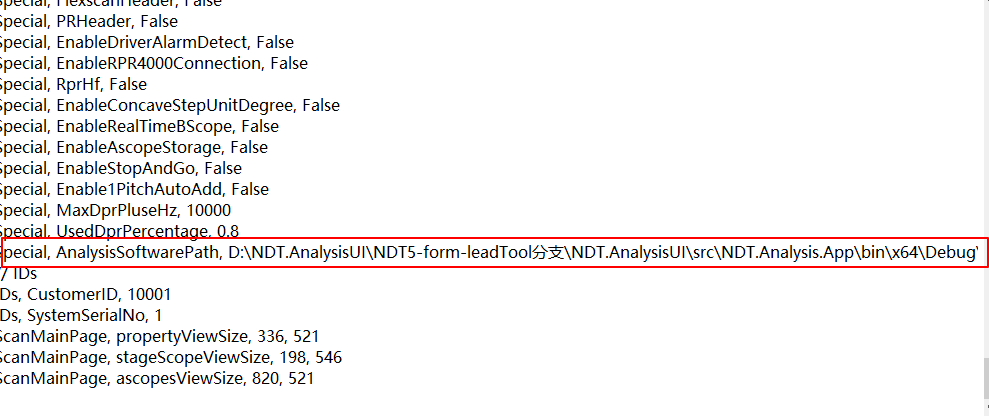 Special, FlexscanHeader, False
Special, PRHeader, False
Special, EnableDriverAlarmDetect, False
Special, EnableRPR4000Connection, False
Special, RprHf, False
Special, EnableConcaveStepUnitDegree, False
Special, EnableRealTimeBScope, False
Special, EnableAscopeStorage, False
Special, EnableStopAndGo, False
Special, Enable1PitchAutoAdd, False
Special, MaxDprPluseHz, 10000
Special, UsedDprPercentage, 0.8
Special, AnalysisSoftwarePath, D:\NDT.AnalysisUI\NDT5-form-leadTool分支\NDT.AnalysisUI\src\NDT.Analysis.App\bin\x64\Debug\
/ IDs
Ds, CustomerID, 10001
Ds, SystemSerialNo, 1
ScanMainPage, propertyViewSize, 336, 521
ScanMainPage, stageScopeViewSize, 198, 546
ScanMainPage, ascopesViewSize, 820, 521